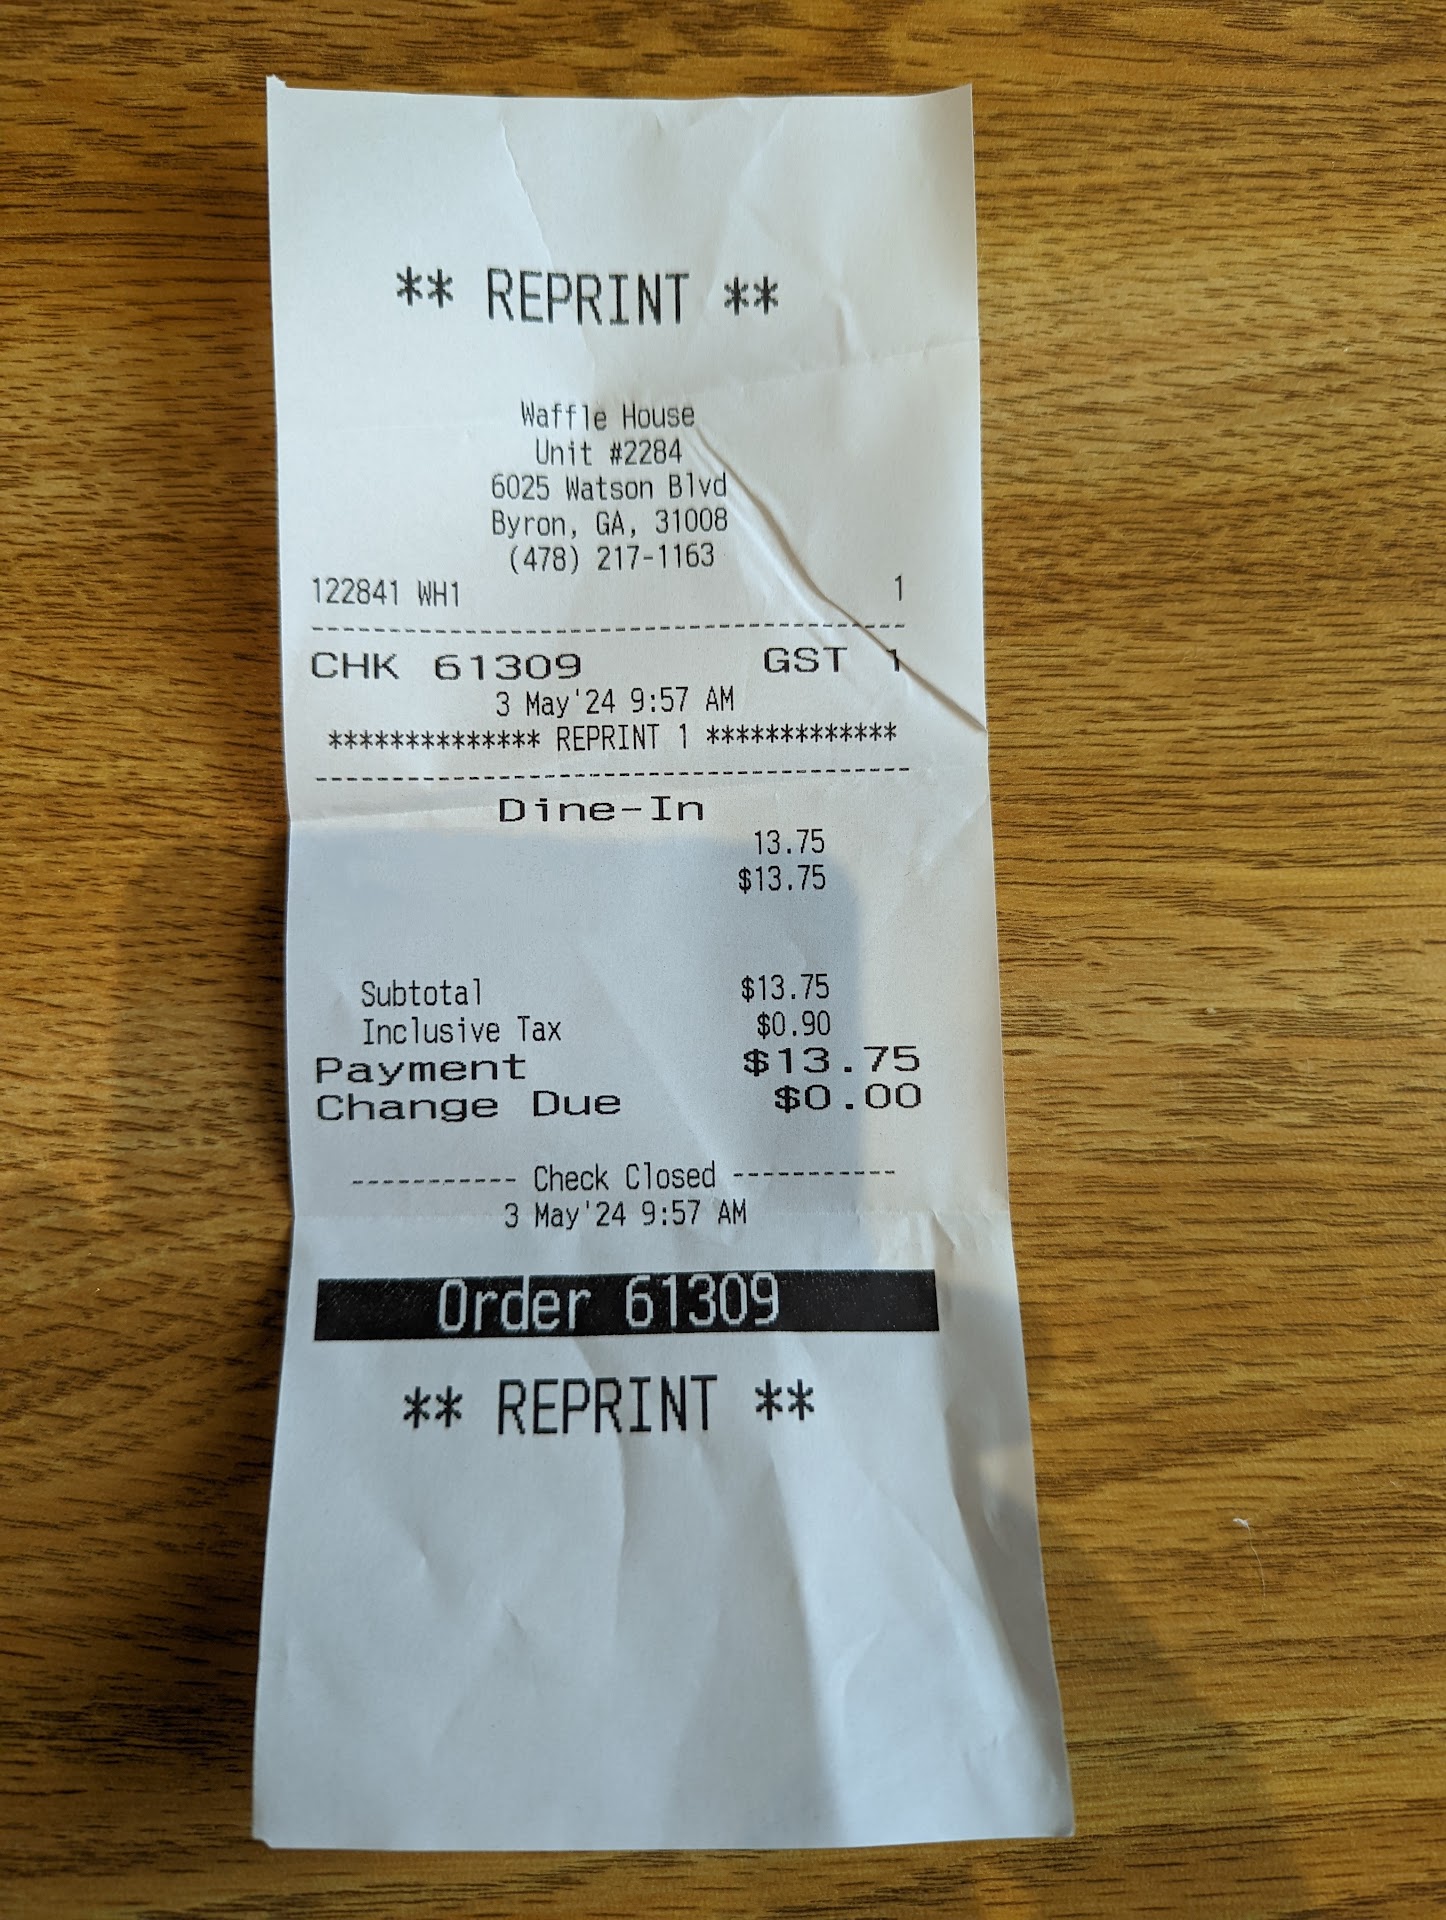 ** REPRINT **
Waffle House
Unit #2284
6025 Watson Blvd
Byron, GA, 31008
(478) 217-1163
122841 WH1 1
---------------------------------------
CHK 61309 GST 1
3 May'24 9:57 AM
************** REPRINT 1 *************
---------------------------------------
Dine-In
13.75
$13.75
Subtotal $13.75
Inclusive Tax $0.90
Payment $13.75
Change Due $0.00
----------- Check Closed -----------
3 May'24 9:57 AM
Order 61309
** REPRINT **